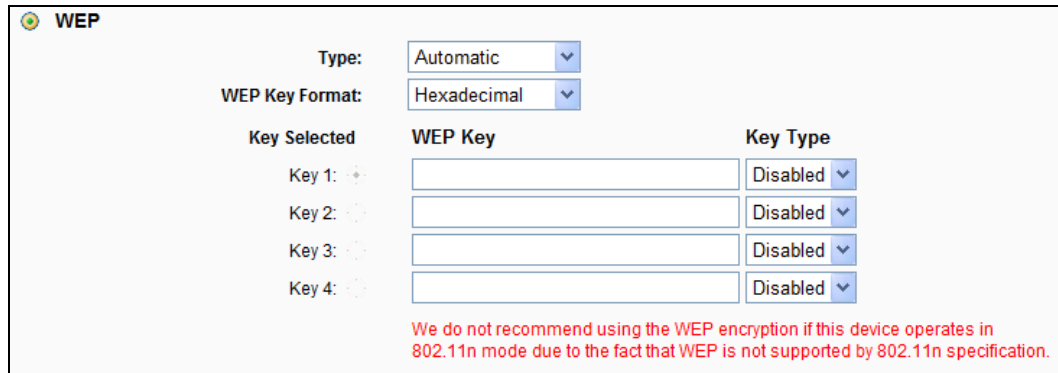 WEP
Type: Automatic
WEP Key Format: Hexadecimal
Key Selected WEP Key Key Type
Key 1: Disabled
Key 2: Disabled
Key 3: Disabled
Key 4: Disabled
We do not recommend using the WEP encryption if this device operates in
802.11n mode due to the fact that WEP is not supported by 802.11n specification.